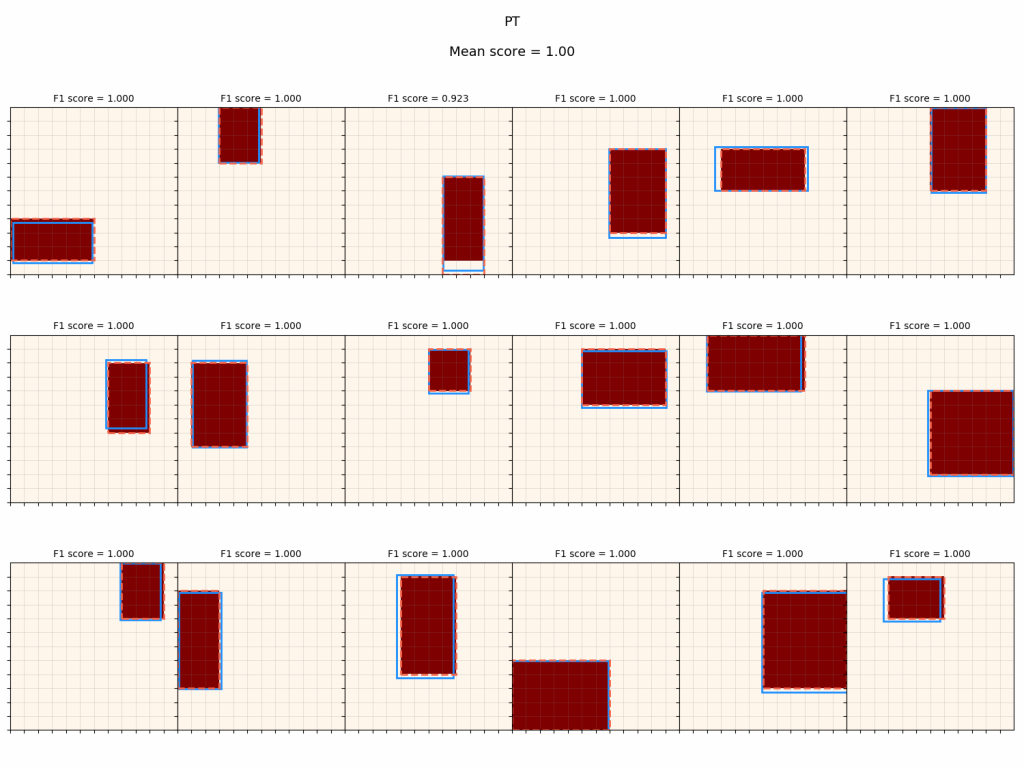 PT
Mean score = 1.00
F1 score = 1.000 F1 score = 1.000 F1 score = 0.923 F1 score = 1.000 F1 score = 1.000 F1 score = 1.000
F1 score = 1.000 F1 score = 1.000 F1 score = 1.000 F1 score = 1.000 F1 score = 1.000 F1 score = 1.000
F1 score = 1.000 F1 score = 1.000 F1 score = 1.000 F1 score = 1.000 F1 score = 1.000 F1 score = 1.000